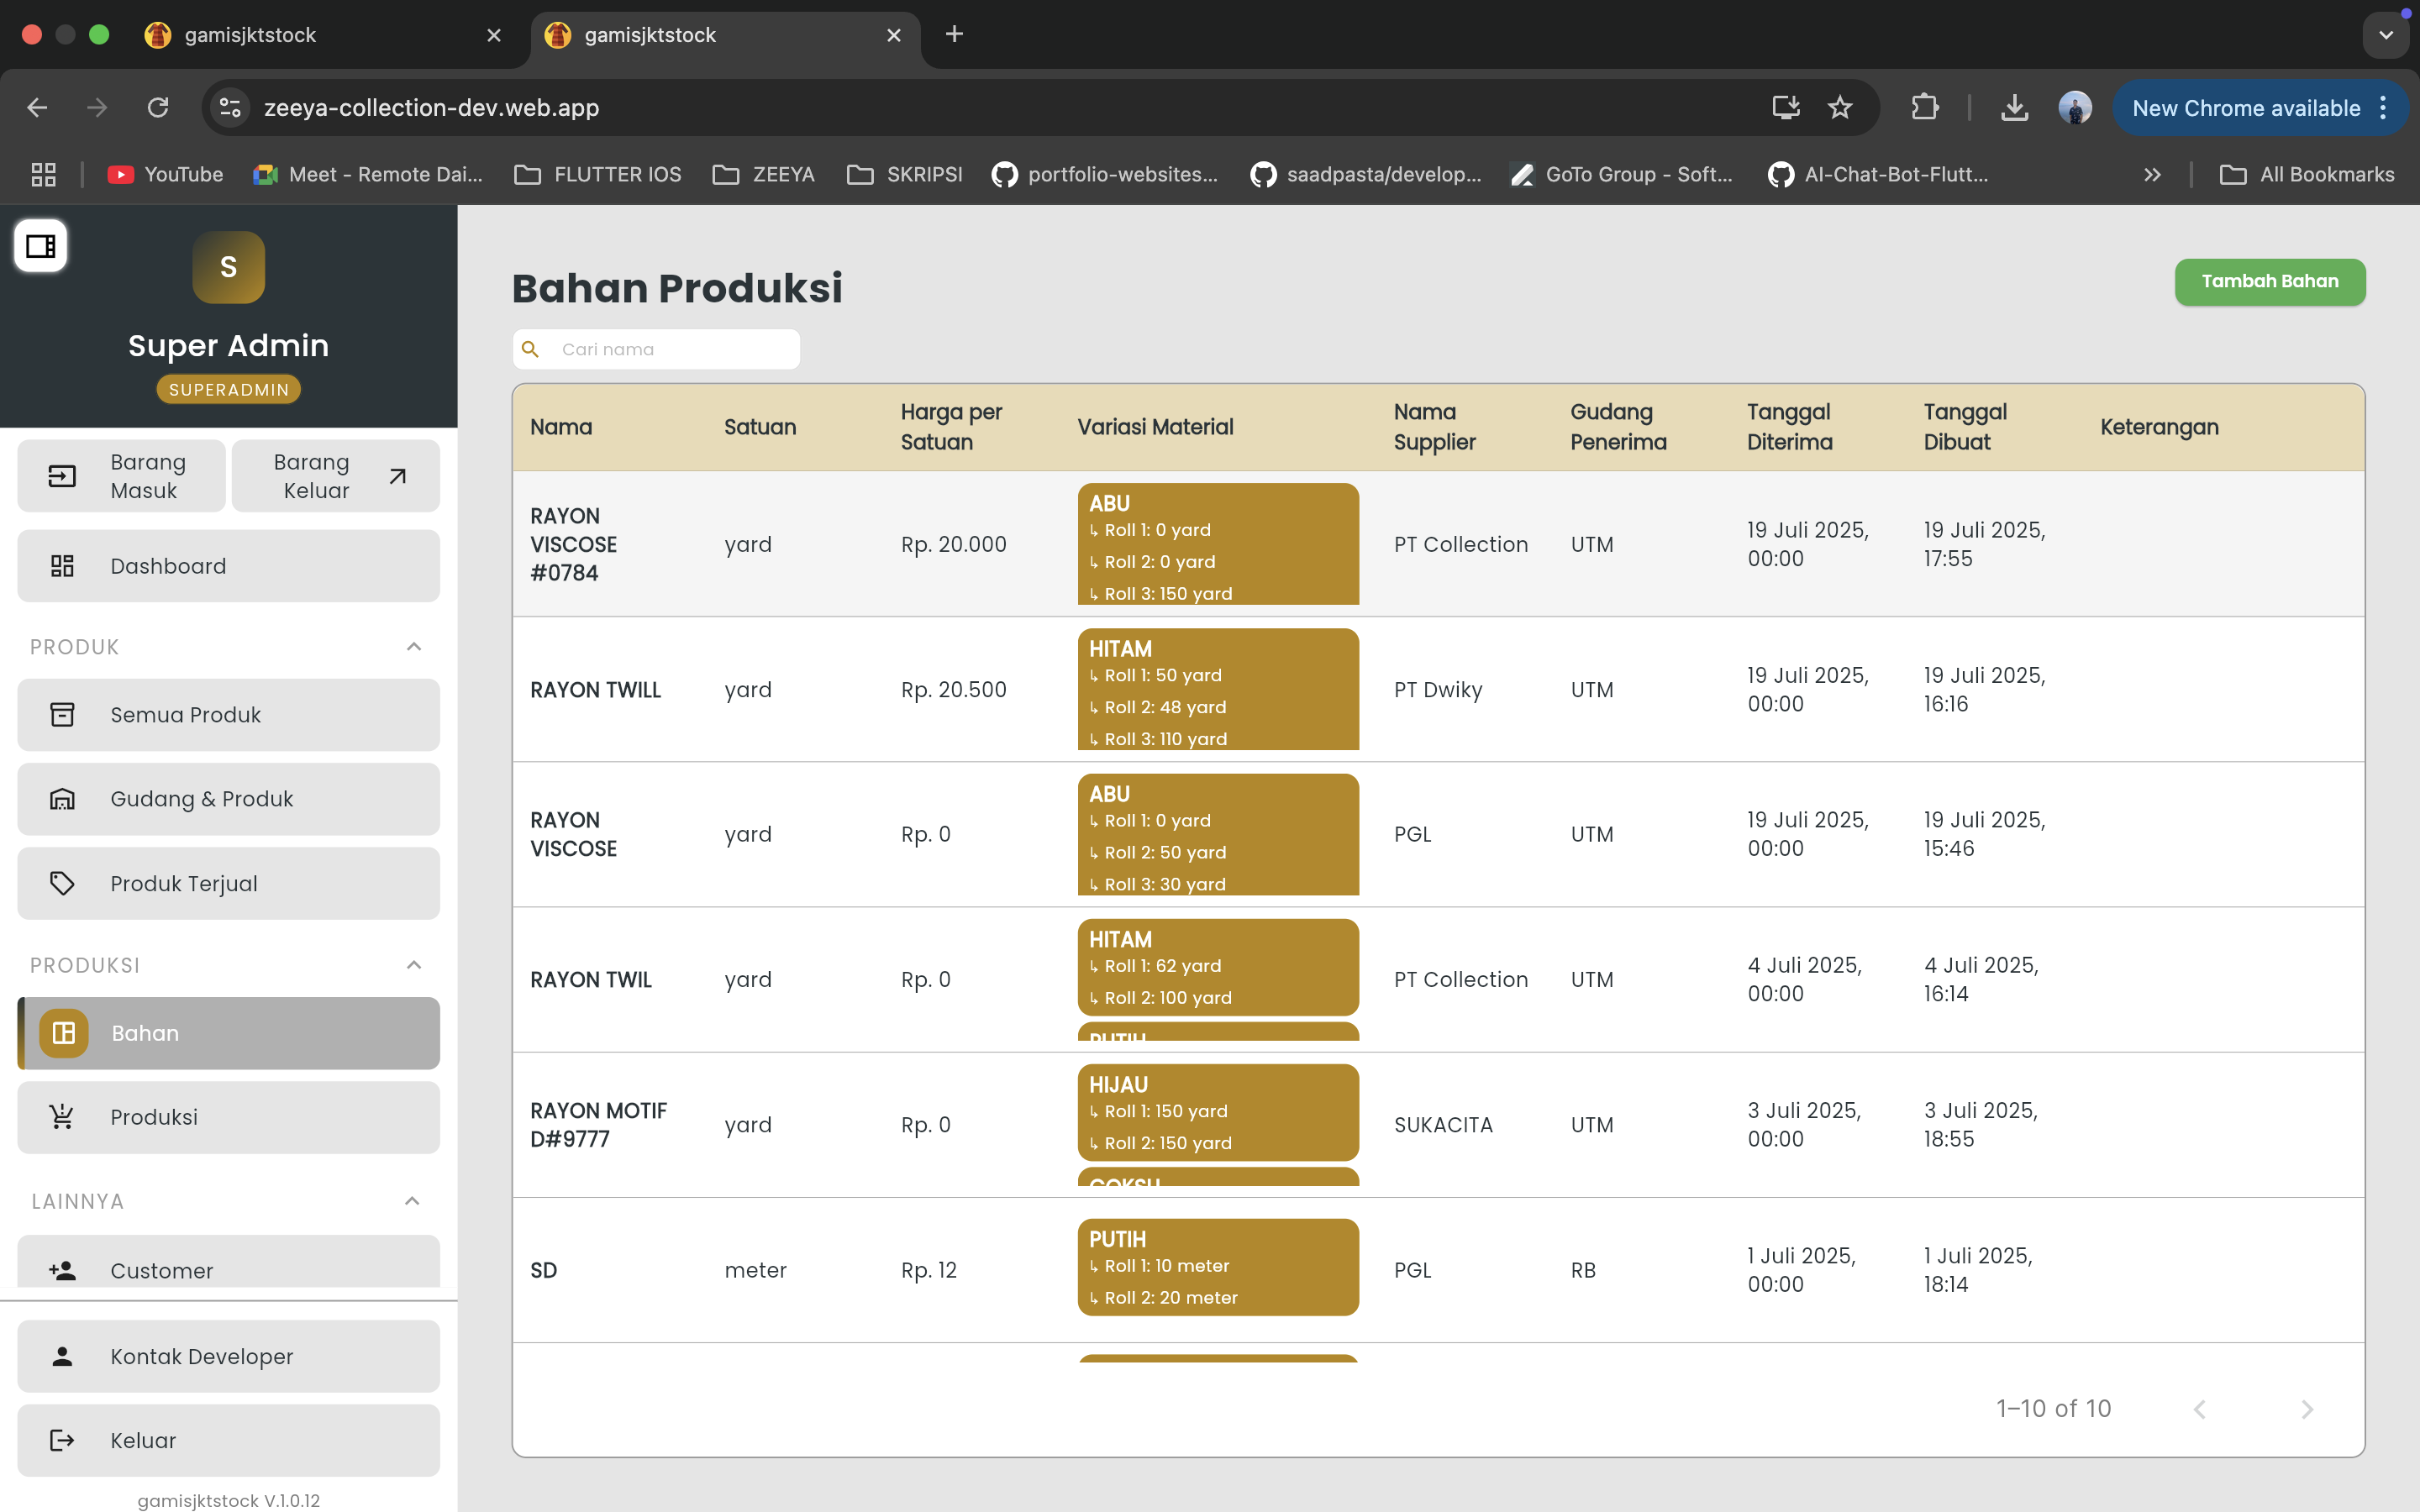 gamisjktstock
gamisjktstock
zeeya-collection-dev.web.app
New Chrome available
YouTube
Meet - Remote Dai...
FLUTTER IOS
ZEEYA
SKRIPSI
portfolio-websites...
saadpasta/develop...
GoTo Group - Soft...
AI-Chat-Bot-Flutt...
All Bookmarks
S
Super Admin
SUPERADMIN
Barang
Masuk
Barang
Keluar
Dashboard
PRODUK
Semua Produk
Gudang & Produk
Produk Terjual
PRODUKSI
Bahan
Produksi
LAINNYA
Customer
Kontak Developer
Keluar
gamisjktstock V.1.0.12
Bahan Produksi
Tambah Bahan
Cari nama
Nama
Satuan
Harga per
Satuan
Variasi Material
Nama
Supplier
Gudang
Penerima
Tanggal
Diterima
Tanggal
Dibuat
Keterangan
RAYON
VISCOSE
#0784
yard
Rp. 20.000
ABU
↳ Roll 1: 0 yard
↳ Roll 2: 0 yard
↳ Roll 3: 150 yard
PT Collection
UTM
19 Juli 2025,
00:00
19 Juli 2025,
17:55
RAYON TWILL
yard
Rp. 20.500
HITAM
↳ Roll 1: 50 yard
↳ Roll 2: 48 yard
↳ Roll 3: 110 yard
PT Dwiky
UTM
19 Juli 2025,
00:00
19 Juli 2025,
16:16
RAYON
VISCOSE
yard
Rp. 0
ABU
↳ Roll 1: 0 yard
↳ Roll 2: 50 yard
↳ Roll 3: 30 yard
PGL
UTM
19 Juli 2025,
00:00
19 Juli 2025,
15:46
RAYON TWIL
yard
Rp. 0
HITAM
↳ Roll 1: 62 yard
↳ Roll 2: 100 yard
PUTIH
PT Collection
UTM
4 Juli 2025,
00:00
4 Juli 2025,
16:14
RAYON MOTIF
D#9777
yard
Rp. 0
HIJAU
↳ Roll 1: 150 yard
↳ Roll 2: 150 yard
SUKACITA
UTM
3 Juli 2025,
00:00
3 Juli 2025,
18:55
SD
meter
Rp. 12
PUTIH
↳ Roll 1: 10 meter
↳ Roll 2: 20 meter
PGL
RB
1 Juli 2025,
00:00
1 Juli 2025,
18:14
1–10 of 10